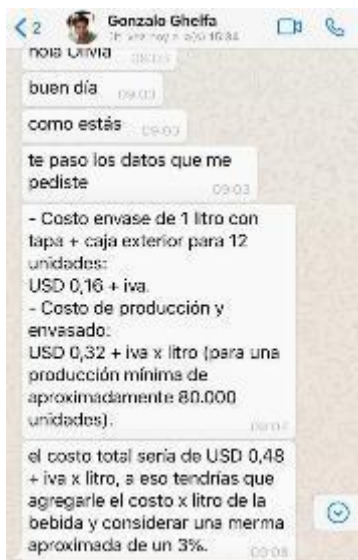 2
Gonzalo Ghelfa
hola Olivia
buen día 09:03
como estás 09:03
te paso los datos que me
pediste 09:03
- Costo envase de 1 litro con
tapa + caja exterior para 12
unidades:
USD 0,16 + iva.
- Costo de producción y
envasado:
USD 0,32 + iva x litro (para una
producción mínima de
aproximadamente 80.000
unidades).
el costo total seria de USD 0,48
+ iva x litro, a eso tendrías que
agregarle el costo x litro de la
bebida y considerar una merma
aproximada de un 3%. 09:08